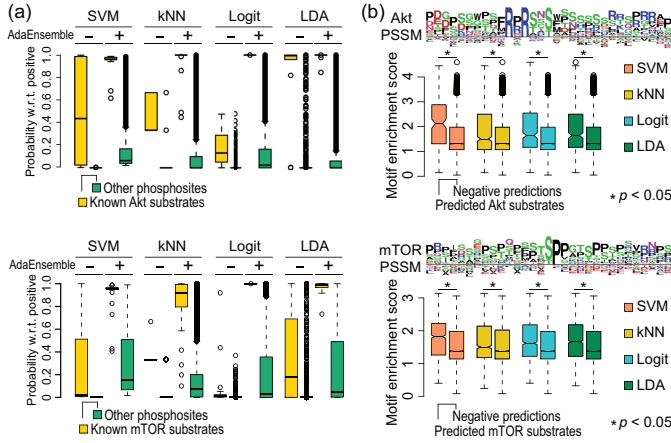 (a)
SVM kNN Logit LDA
AdaEnsemble − + − + − + − +
Probability w.r.t. positive
1.0
0.8
0.6
0.4
0.2
0
Other phosphosites
Known Akt substrates
SVM kNN Logit LDA
AdaEnsemble − + − + − + − +
Probability w.r.t. positive
1.0
0.8
0.6
0.4
0.2
0
Other phosphosites
Known mTOR substrates
(b)
Akt
PSSM
Motif enrichment score
4
3
2
1
0
* * * *
SVM
kNN
Logit
LDA
Negative predictions
Predicted Akt substrates
* p < 0.05
mTOR
PSSM
Motif enrichment score
3
2
1
0
* * * *
SVM
kNN
Logit
LDA
Negative predictions
Predicted mTOR substrates
* p < 0.05